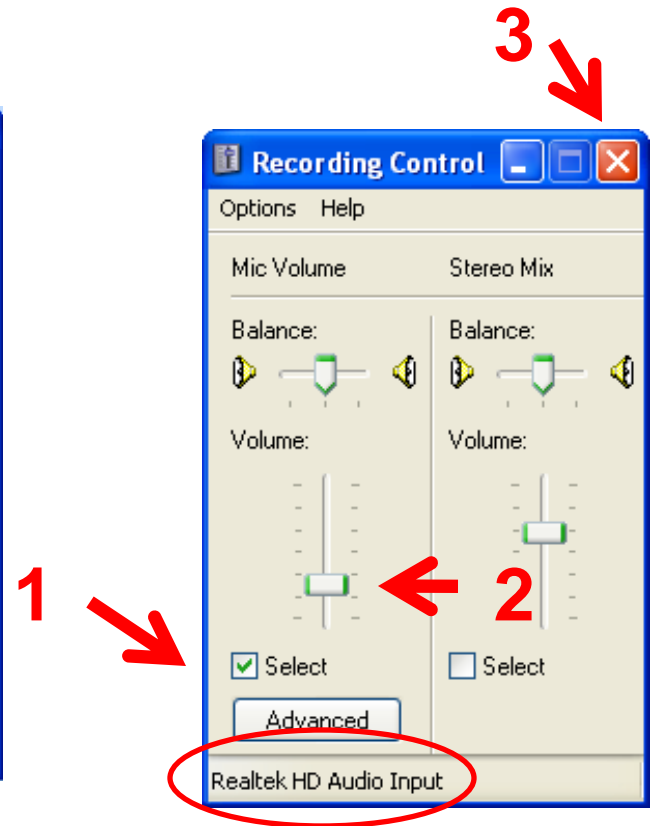 3
Recording Control
Options Help
Mic Volume Stereo Mix
Balance: Balance:
Volume: Volume:
1 2
Select Select
Advanced
Realtek HD Audio Input